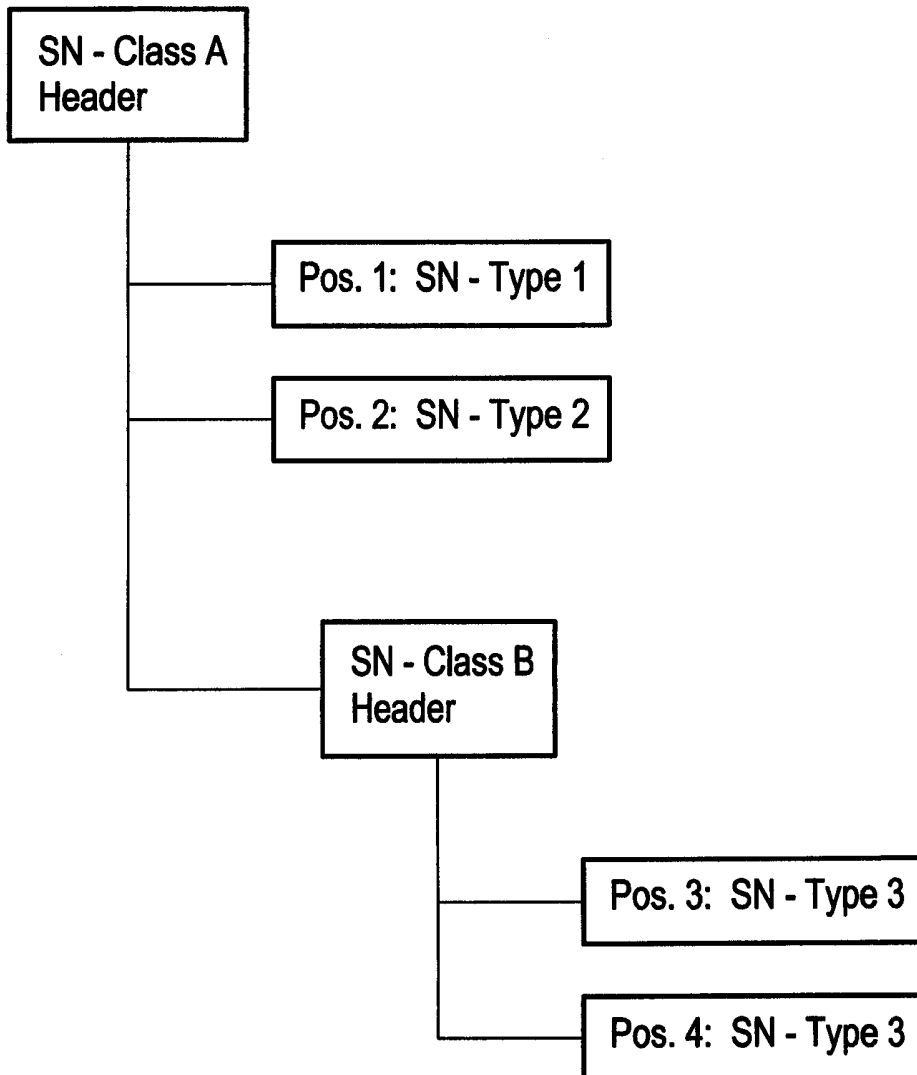 SN - Class A
Header
Pos. 1: SN - Type 1
Pos. 2: SN - Type 2
SN - Class B
Header
Pos. 3: SN - Type 3
Pos. 4: SN - Type 3